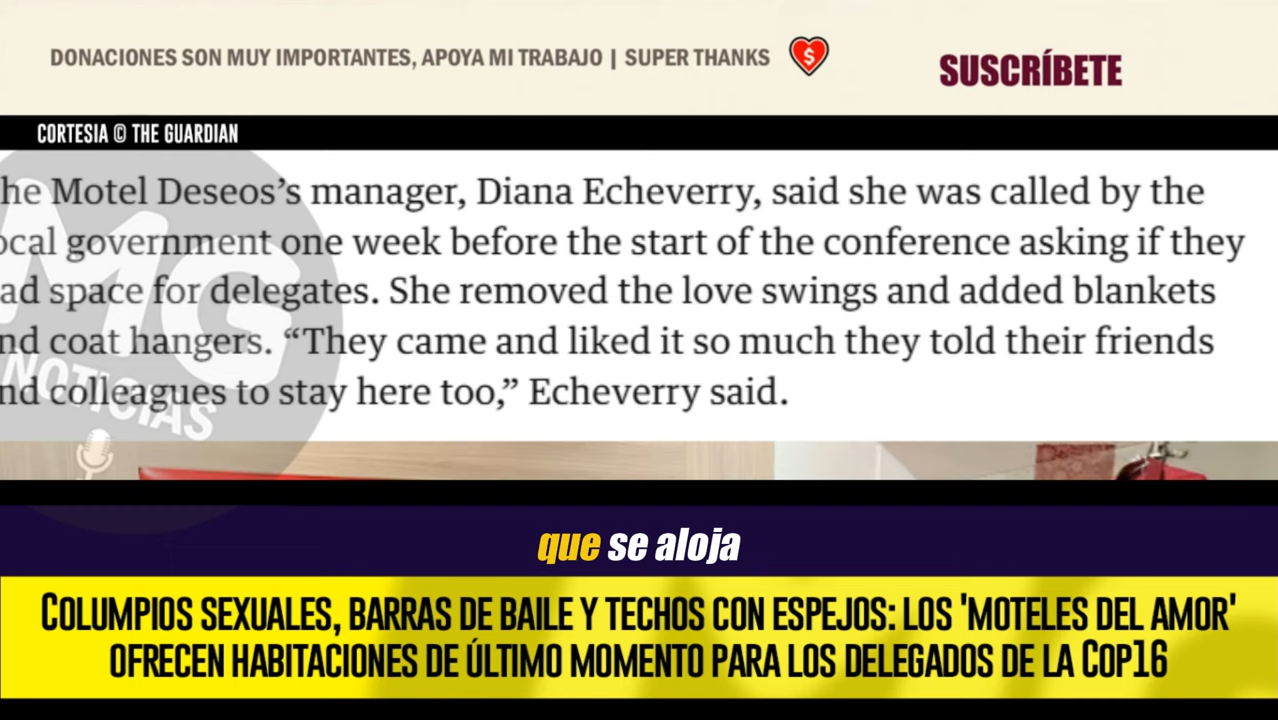 DONACIONES SON MUY IMPORTANTES, APOYA MI TRABAJO | SUPER THANKS
SUSCRÍBETE
CORTESIA © THE GUARDIAN
he Motel Deseos’s manager, Diana Echeverry, said she was called by the
ocal government one week before the start of the conference asking if they
ad space for delegates. She removed the love swings and added blankets
nd coat hangers. “They came and liked it so much they told their friends
nd colleagues to stay here too,” Echeverry said.
MG
NOTICIAS
que se aloja
COLUMPIOS SEXUALES, BARRAS DE BAILE Y TECHOS CON ESPEJOS: LOS 'MOTELES DEL AMOR'
OFRECEN HABITACIONES DE ÚLTIMO MOMENTO PARA LOS DELEGADOS DE LA COP16